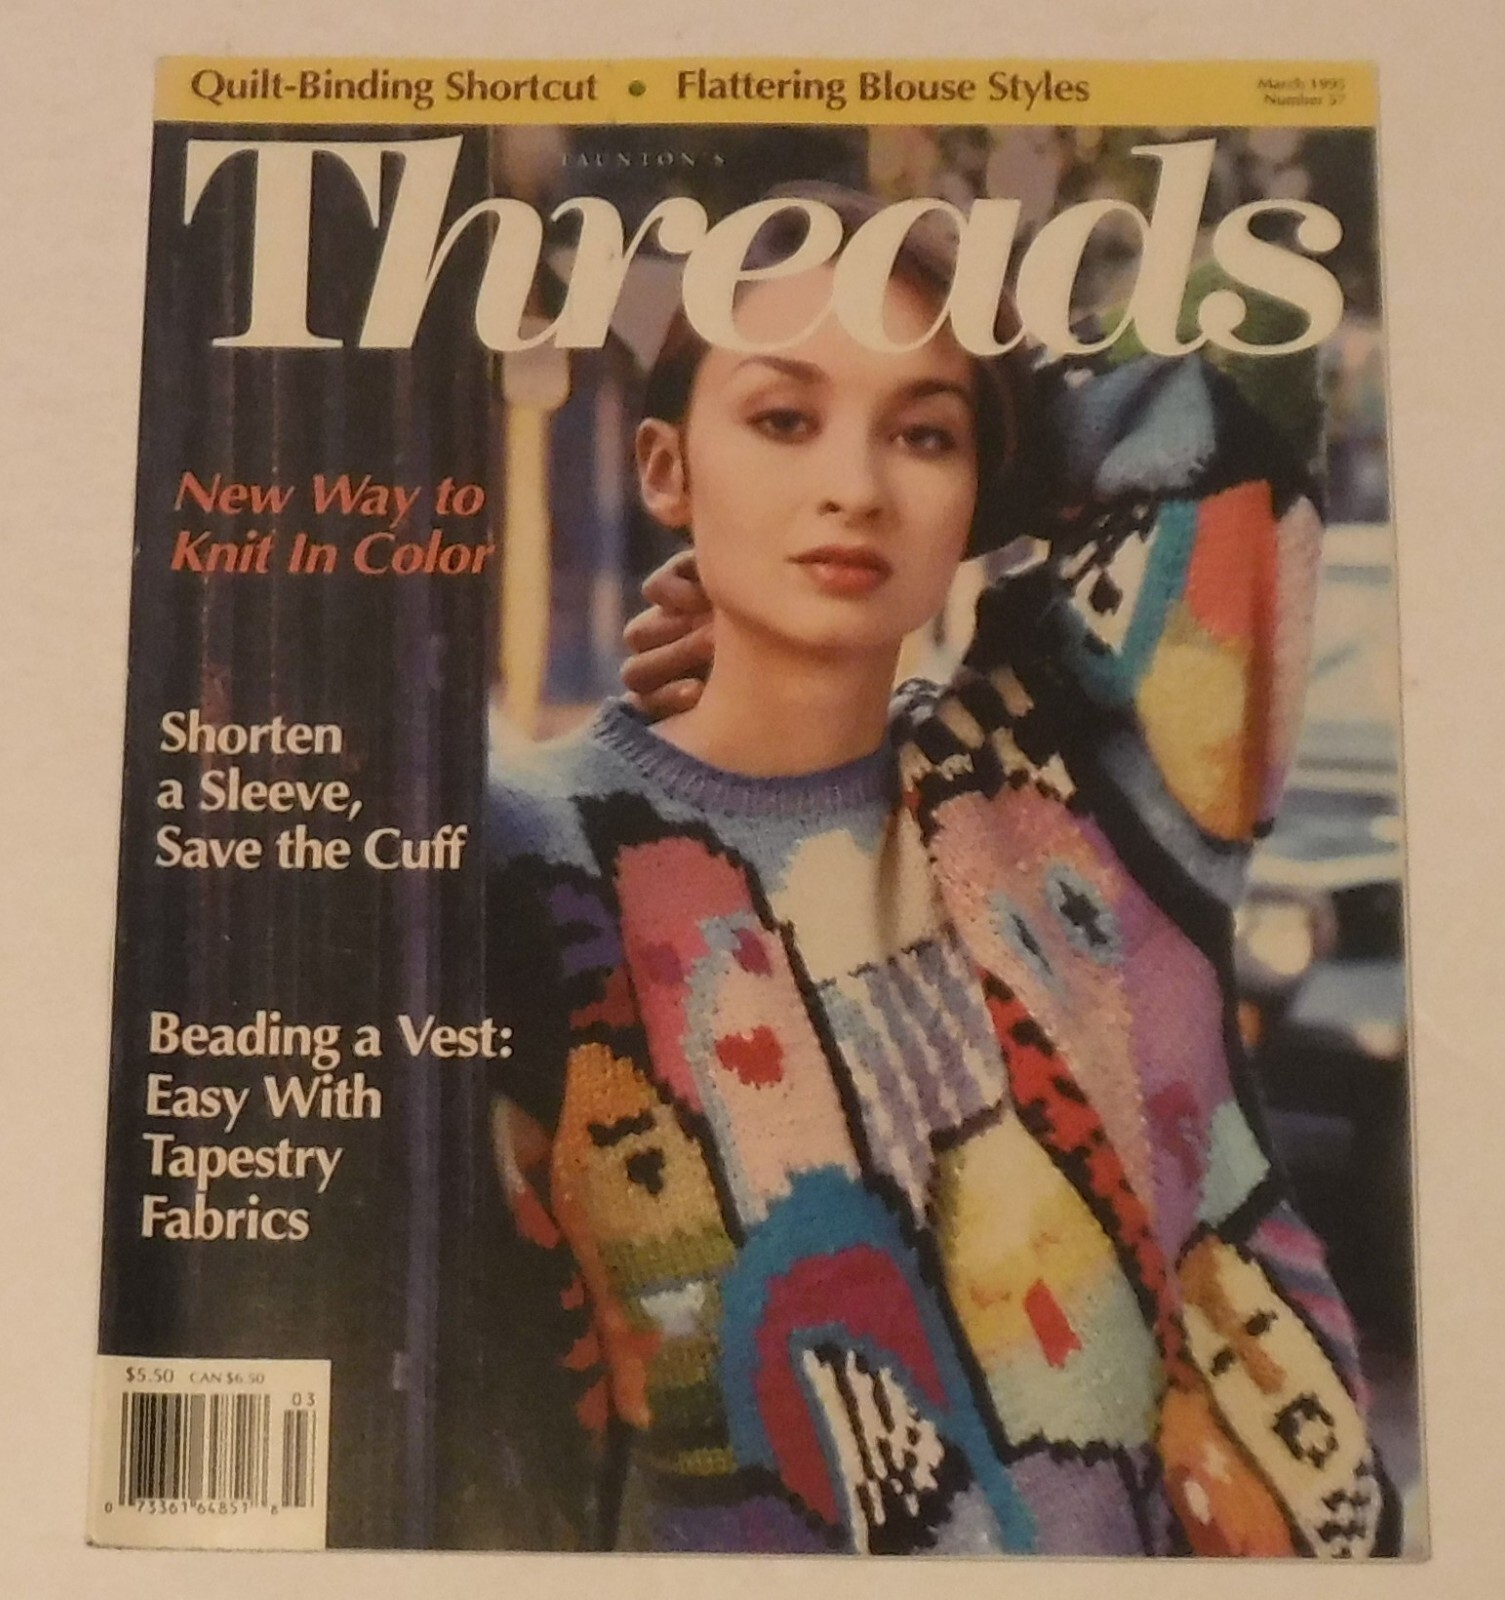 Quilt-Binding Shortcut • Flattering Blouse Styles
March 1995
Number 57
TAUNTON'S
Threads
New Way to
Knit In Color
Shorten
a Sleeve,
Save the Cuff
Beading a Vest:
Easy With
Tapestry
Fabrics
$5.50 CAN $6.50
03
0 73361 64851 8